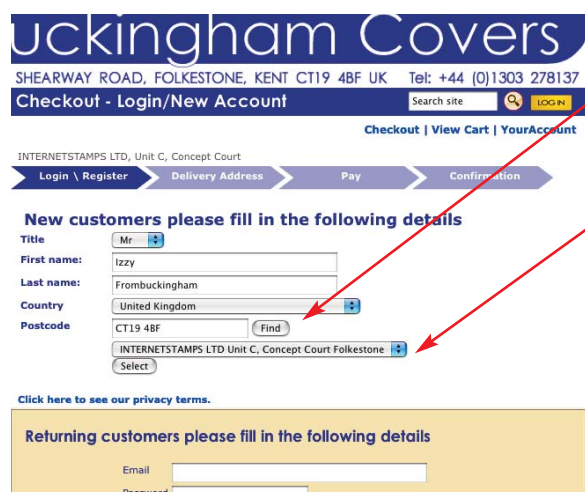 uckingham Covers
SHEARWAY ROAD, FOLKESTONE, KENT CT19 4BF UK Tel: +44 (0)1303 278137
Checkout - Login/New Account Search site LOGIN
Checkout | View Cart | YourAccount
INTERNETSTAMPS LTD, Unit C, Concept Court
Login \ Register Delivery Address Pay Confirmation
New customers please fill in the following details
Title Mr
First name: Izzy
Last name: Frombuckingham
Country United Kingdom
Postcode CT19 4BF Find
INTERNETSTAMPS LTD Unit C, Concept Court Folkestone
Select
Click here to see our privacy terms.
Returning customers please fill in the following details
Email
Password